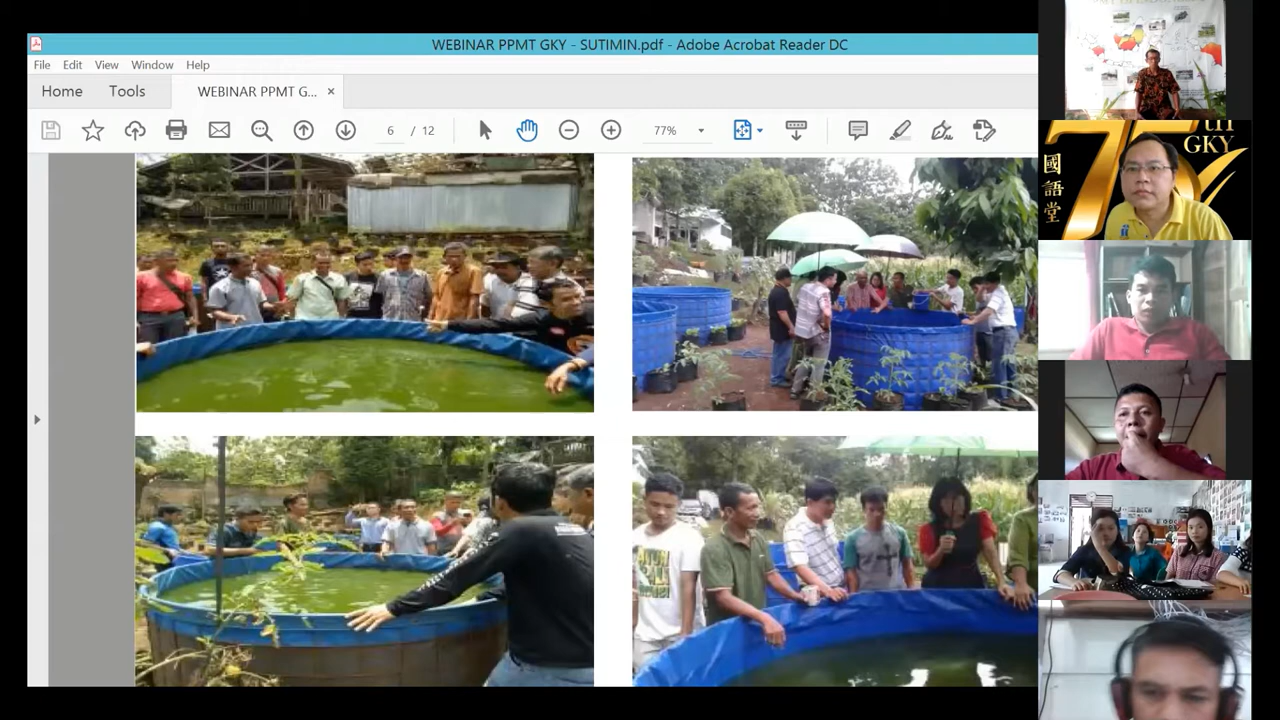 WEBINAR PPMT GKY - SUTIMIN.pdf - Adobe Acrobat Reader DC
File Edit View Window Help
Home Tools WEBINAR PPMT G... ×
6 / 12 77%
75th
GKY
國語堂